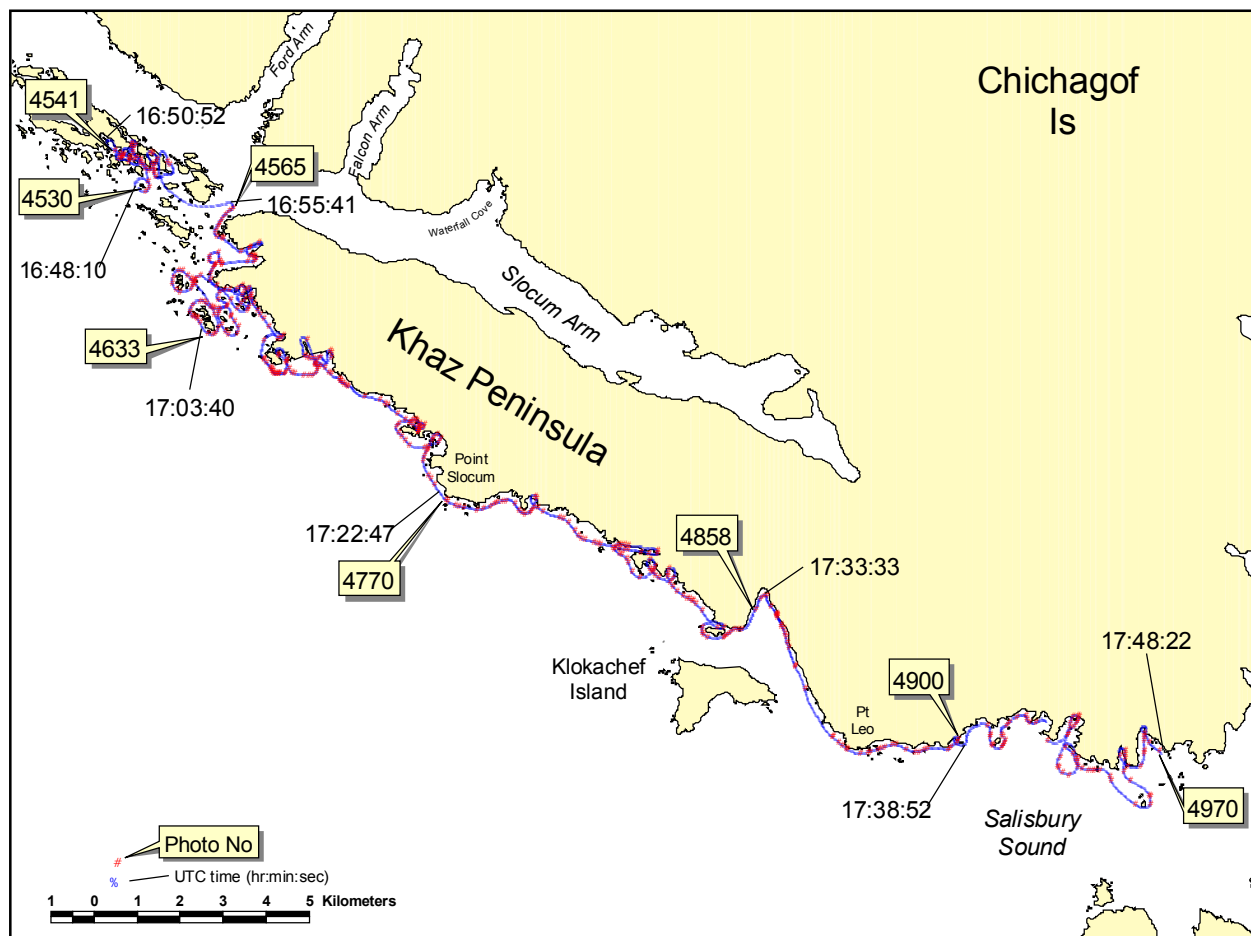 Ford Arm
Chichagof
Is
4541
16:50:52
Falcon Arm
4565
4530
16:55:41
Waterfall Cove
16:48:10
Slocum Arm
Khaz Peninsula
4633
17:03:40
Point
Slocum
17:22:47
4858
4770
17:33:33
17:48:22
Klokachef
Island
4900
Pt
Leo
17:38:52
4970
Salisbury
Sound
Photo No
#
% UTC time (hr:min:sec)
1 0 1 2 3 4 5 Kilometers